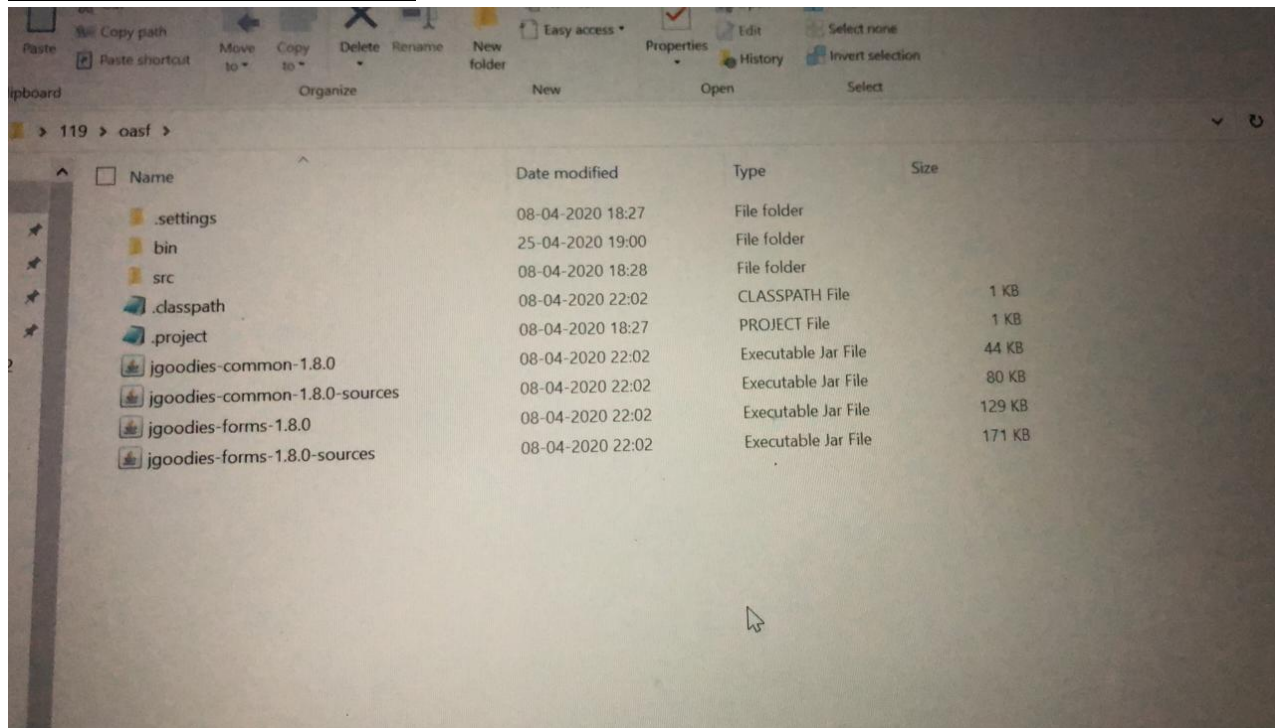 Copy path
Easy access
Edit
Select none
Paste
Paste shortcut
Move to
Copy to
Delete
Rename
New folder
Properties
History
Invert selection
ipboard
Organize
New
Open
Select
> 119 > oasf >
Name Date modified Type Size
.settings 08-04-2020 18:27 File folder
bin 25-04-2020 19:00 File folder
src 08-04-2020 18:28 File folder
.classpath 08-04-2020 22:02 CLASSPATH File 1 KB
.project 08-04-2020 18:27 PROJECT File 1 KB
jgoodies-common-1.8.0 08-04-2020 22:02 Executable Jar File 44 KB
jgoodies-common-1.8.0-sources 08-04-2020 22:02 Executable Jar File 80 KB
jgoodies-forms-1.8.0 08-04-2020 22:02 Executable Jar File 129 KB
jgoodies-forms-1.8.0-sources 08-04-2020 22:02 Executable Jar File 171 KB